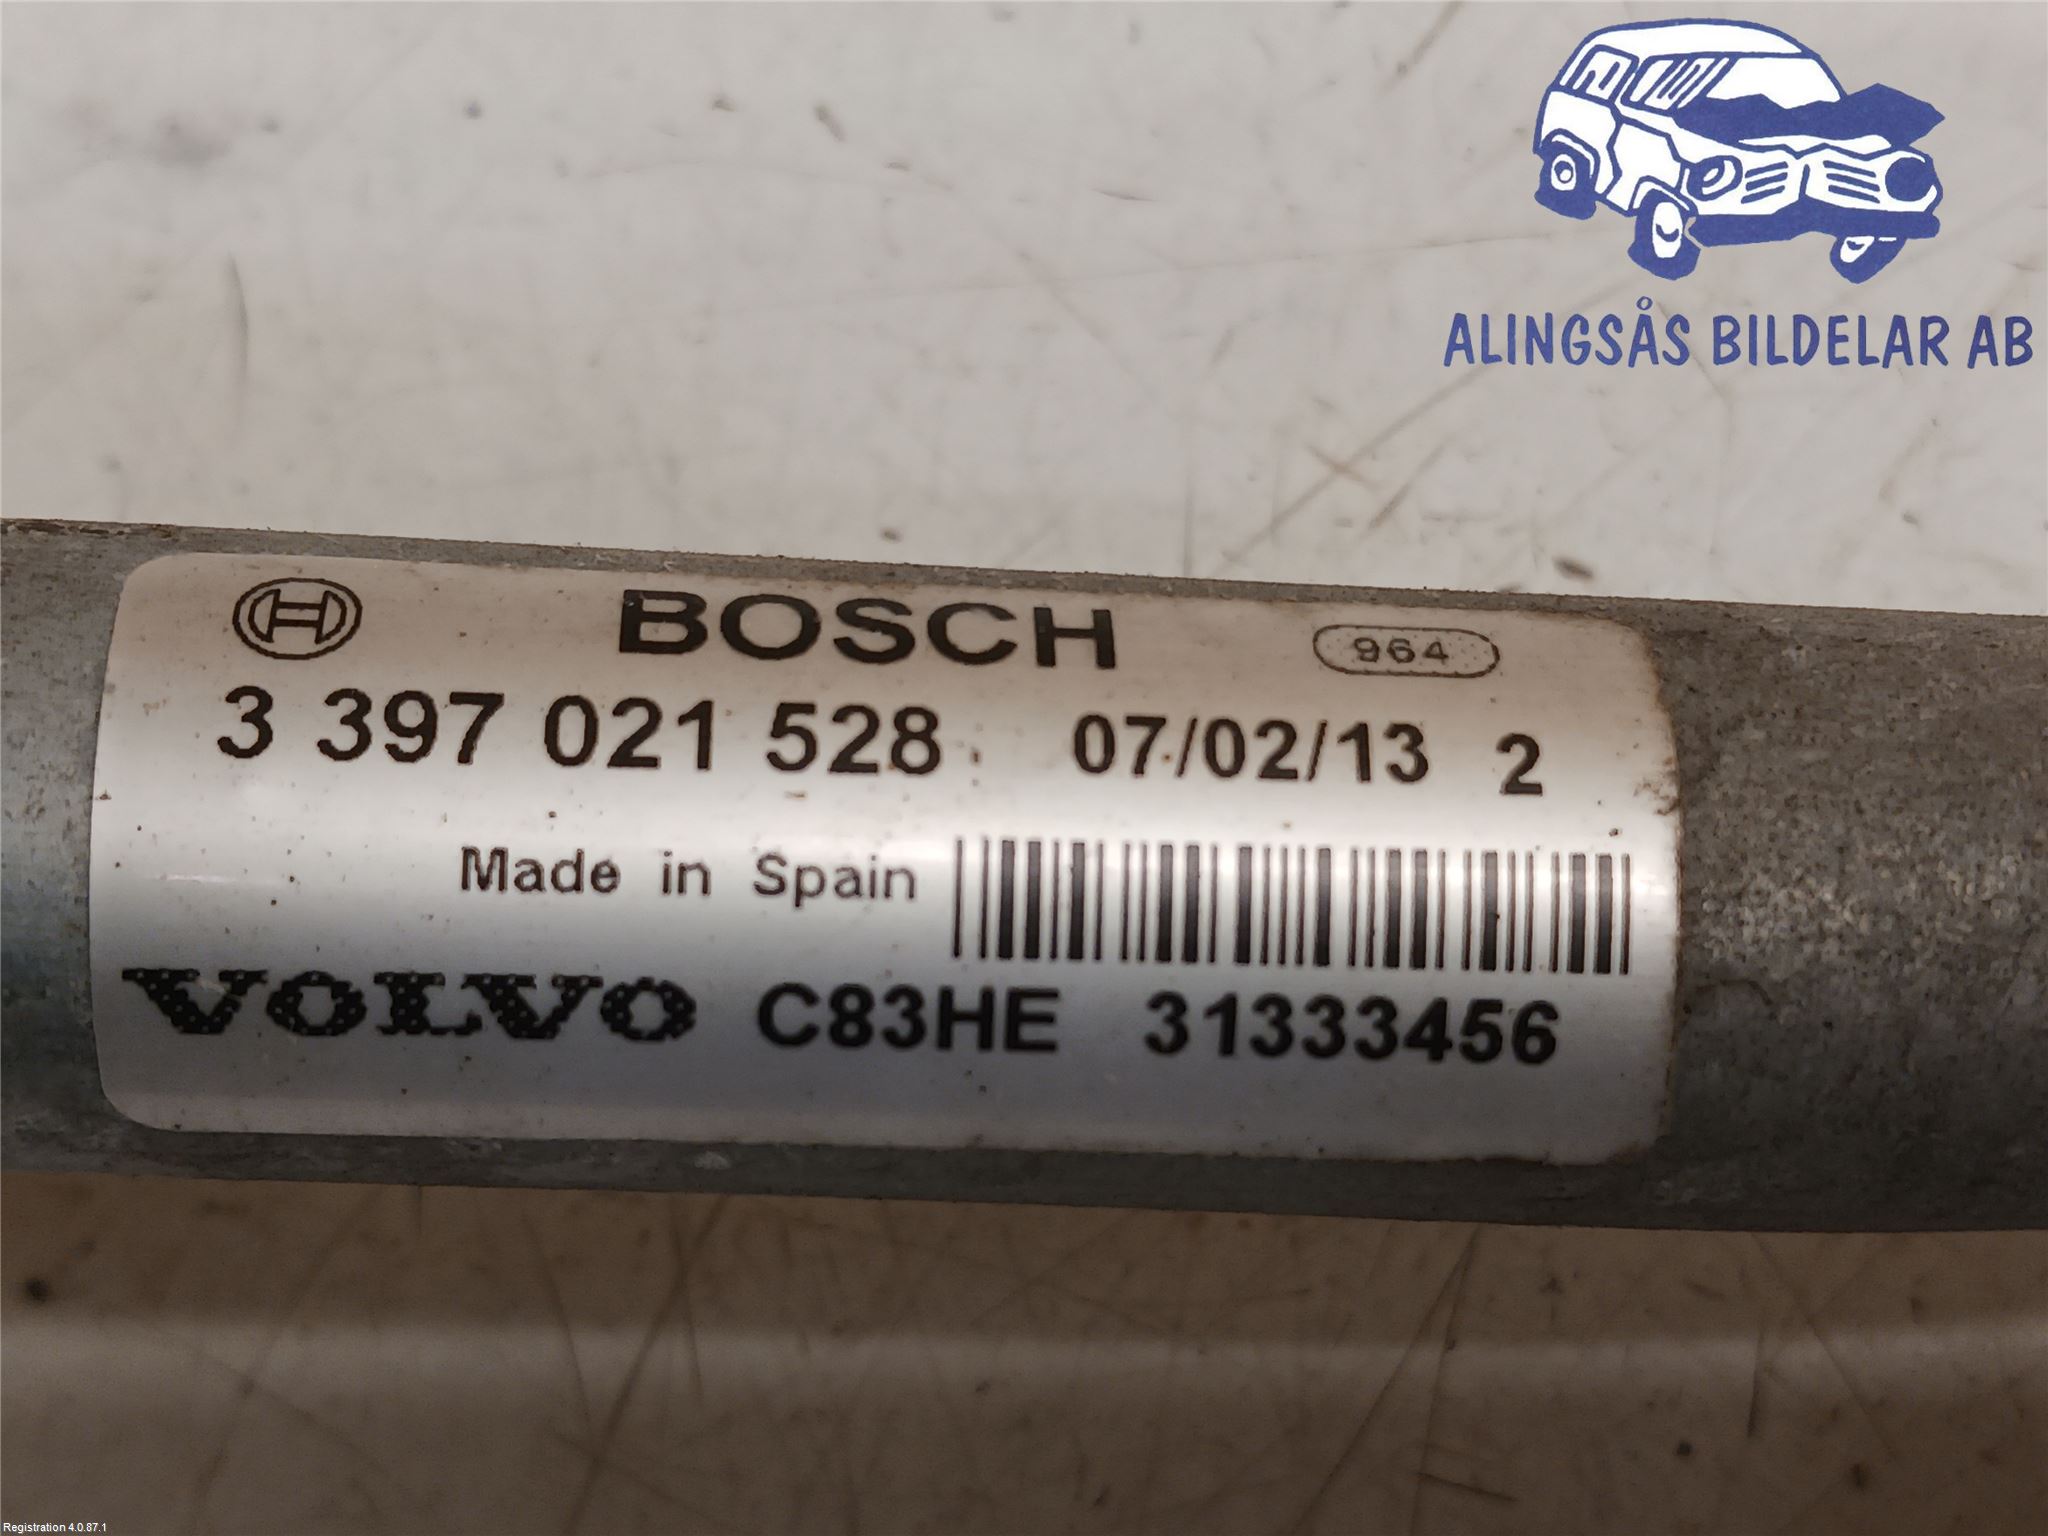 ALINGSÅS BILDELAR AB
BOSCH 964
3 397 021 528 07/02/13 2
Made in Spain
VOLVO C83HE 31333456
Registration 4.0.87.1